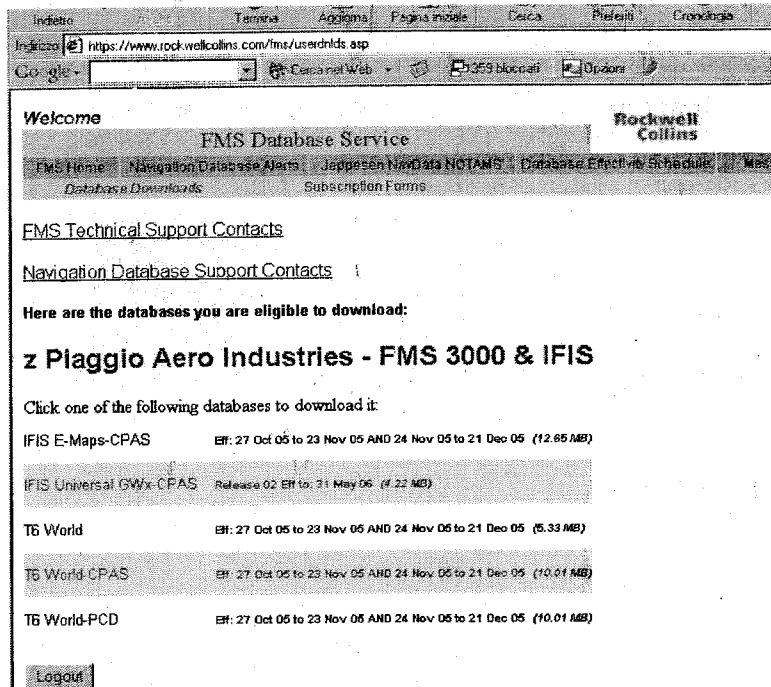 Indietro Termina Aggiorna Pagina iniziale Cerca Preferiti Cronologia
Indirizzo https://www.rockwellcollins.com/fms/userdnlds.asp
Google Cerca nel Web 359 bloccati Opzioni
Welcome
Rockwell
Collins
FMS Database Service
FMS Home Navigation Database Alerts Jeppesen NavData NOTAMS Database Effectivity Schedule
Database Downloads Subscription Forms
FMS Technical Support Contacts
Navigation Database Support Contacts
Here are the databases you are eligible to download:
z Piaggio Aero Industries - FMS 3000 & IFIS
Click one of the following databases to download it:
IFIS E-Maps-CPAS Eff: 27 Oct 05 to 23 Nov 05 AND 24 Nov 05 to 21 Dec 05 (12.65 MB)
IFIS Universal GWx-CPAS Release 02 Eff to: 31 May 06 (4.22 MB)
T6 World Eff: 27 Oct 05 to 23 Nov 05 AND 24 Nov 05 to 21 Dec 05 (5.33 MB)
T6 World-CPAS Eff: 27 Oct 05 to 23 Nov 05 AND 24 Nov 05 to 21 Dec 05 (10.01 MB)
T6 World-PCD Eff: 27 Oct 05 to 23 Nov 05 AND 24 Nov 05 to 21 Dec 05 (10.01 MB)
Logout